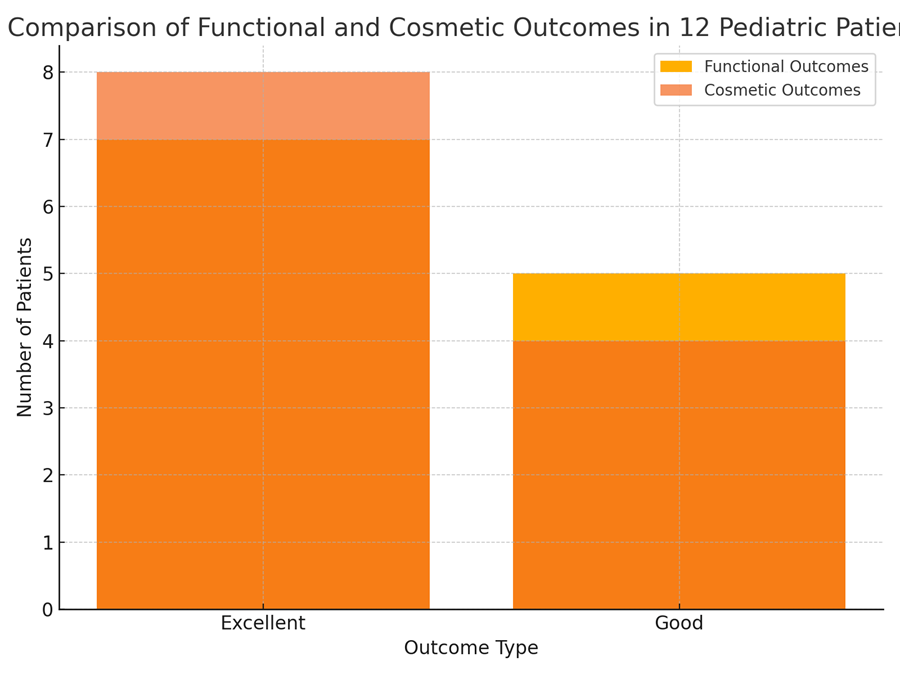 Comparison of Functional and Cosmetic Outcomes in 12 Pediatric
Functional Outcomes
Cosmetic Outcomes
8
7
6
5
4
3
2
1
0
Number of Patients
Excellent
Good
Outcome Type